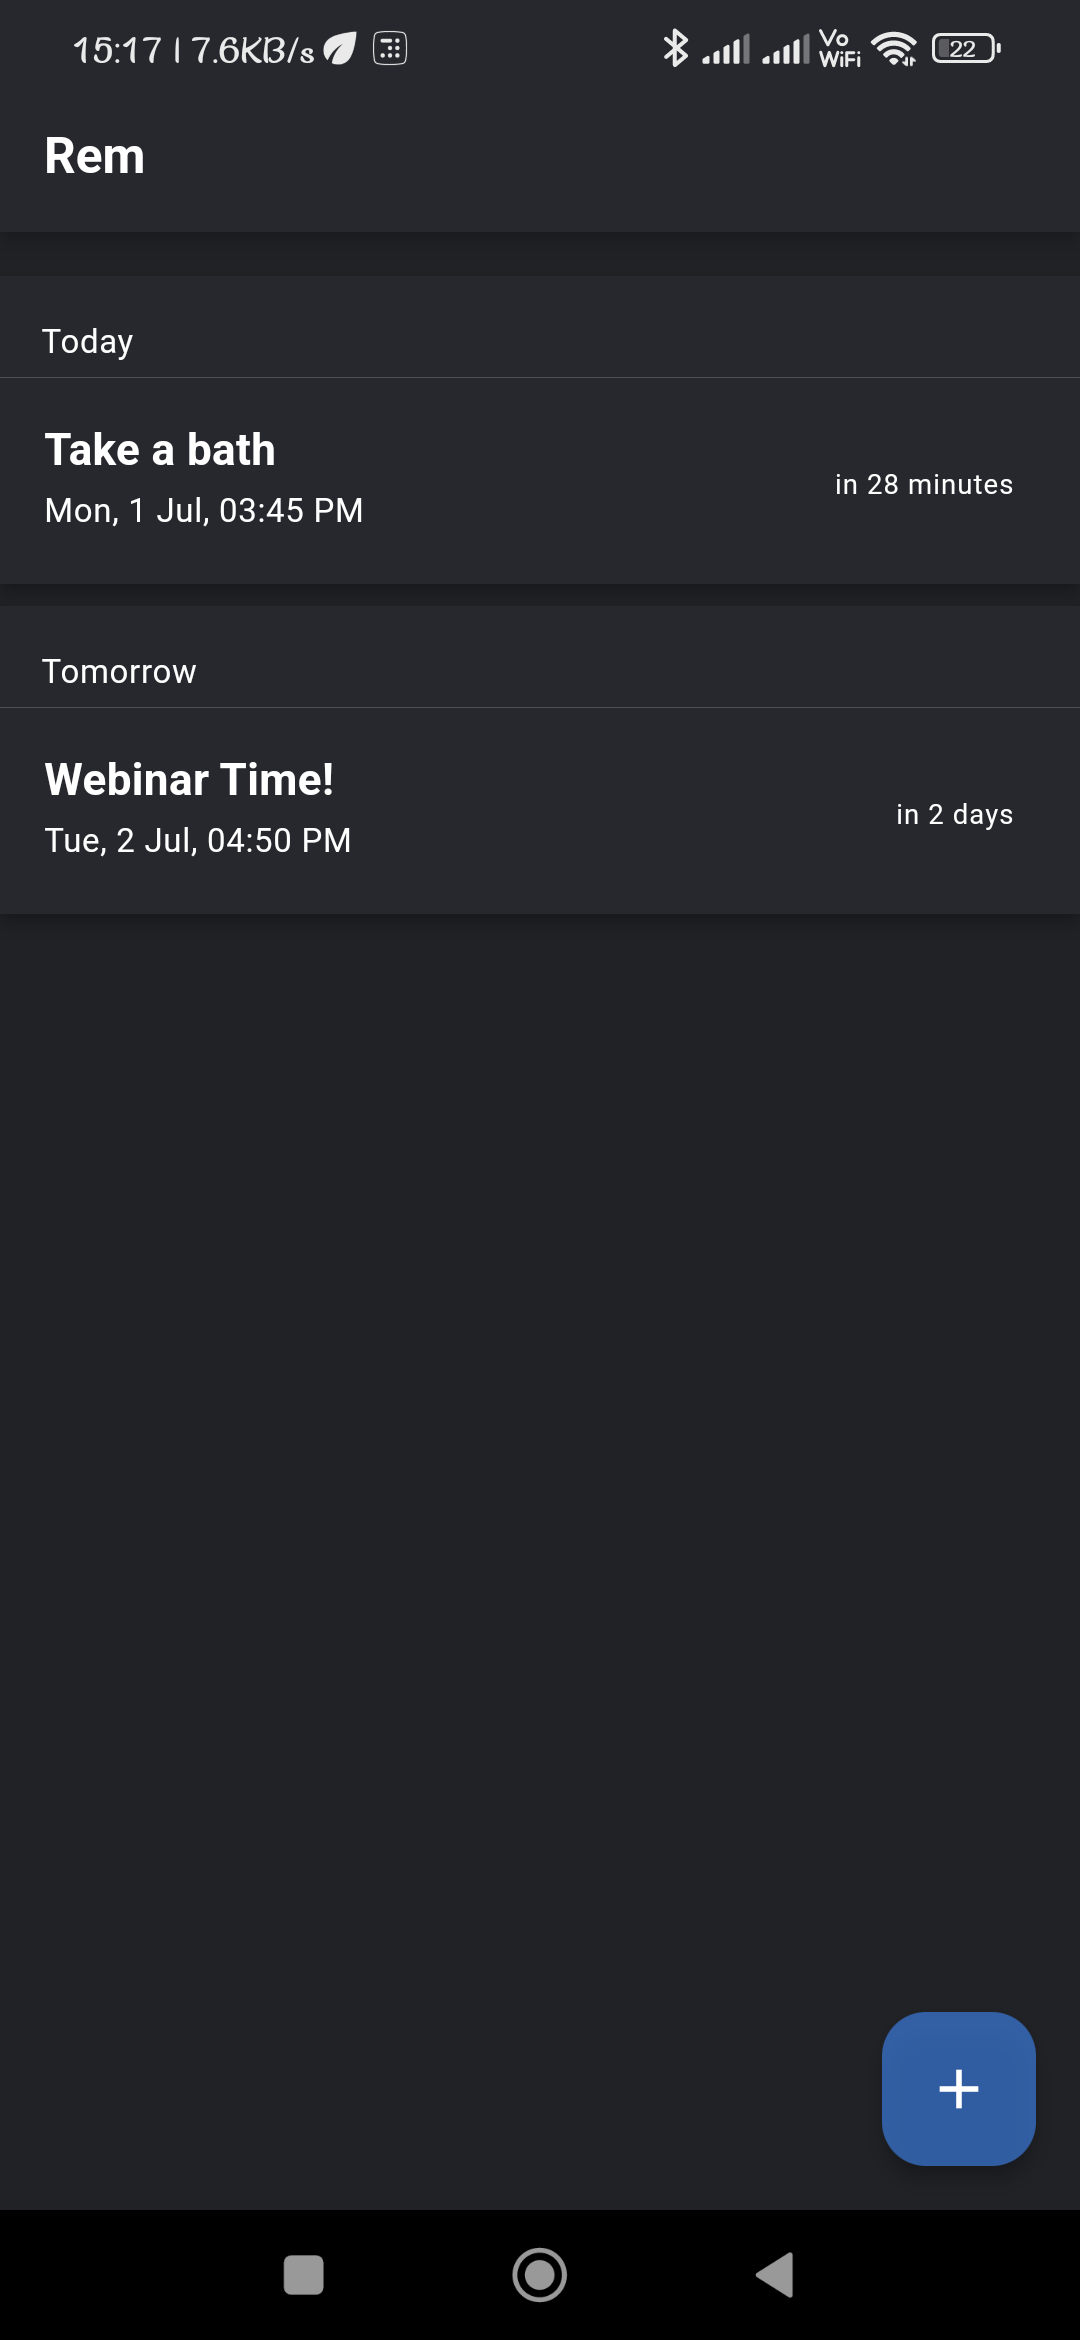 15:17 | 7.6KB/s
Vo
WiFi
22
Rem
Today
Take a bath
Mon, 1 Jul, 03:45 PM
in 28 minutes
Tomorrow
Webinar Time!
Tue, 2 Jul, 04:50 PM
in 2 days